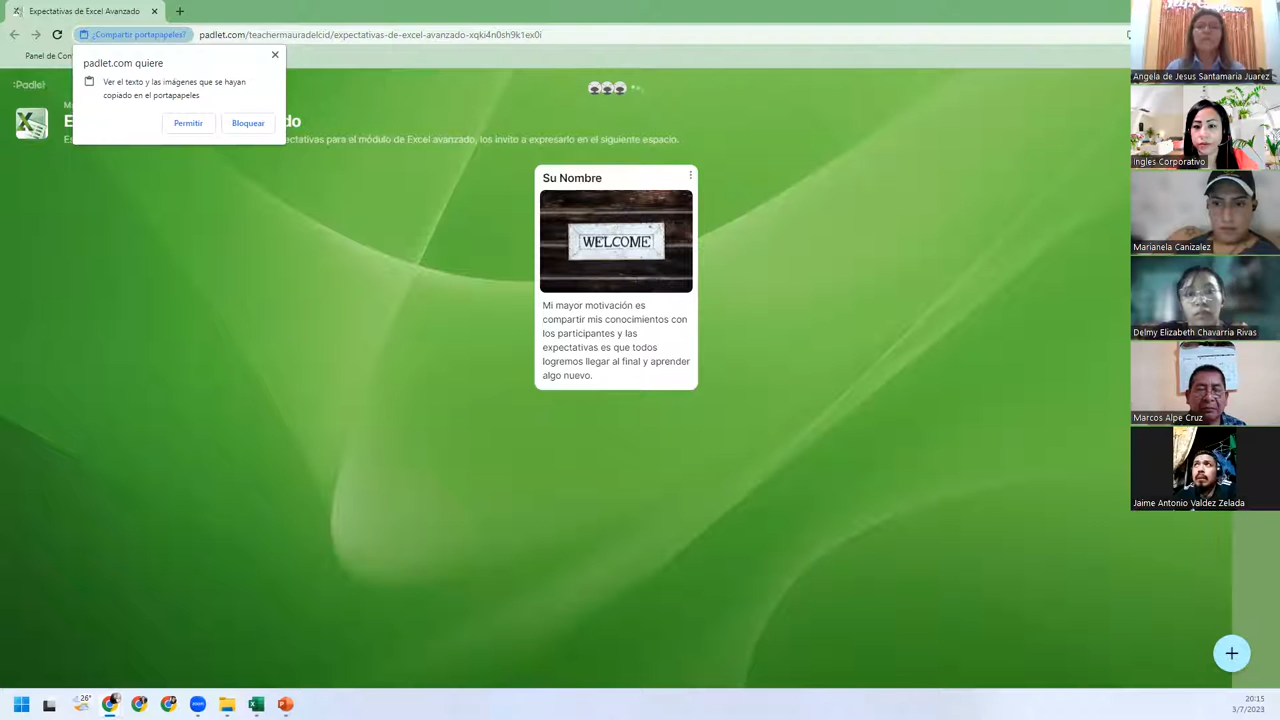 Expectativas de Excel Avanzado
¿Compartir portapapeles?
padlet.com/teachermauradelcid/expectativas-de-excel-avanzado-xqki4n0sh9k1ex0i
Panel de Con
padlet.com quiere
Ver el texto y las imágenes que se hayan
copiado en el portapapeles
Permitir
Bloquear
:Padlet
M
E
do
En
ectativas para el módulo de Excel avanzado, los invito a expresarlo en el siguiente espacio.
Su Nombre
WELCOME
Mi mayor motivación es
compartir mis conocimientos con
los participantes y las
expectativas es que todos
logremos llegar al final y aprender
algo nuevo.
Angela de Jesus Santamaria Juarez
Ingles Corporativo
Marianela Canizalez
Delmy Elizabeth Chavarria Rivas
Marcos Alpe Cruz
Jaime Antonio Valdez Zelada
26°
zoom
20:15
3/7/2023